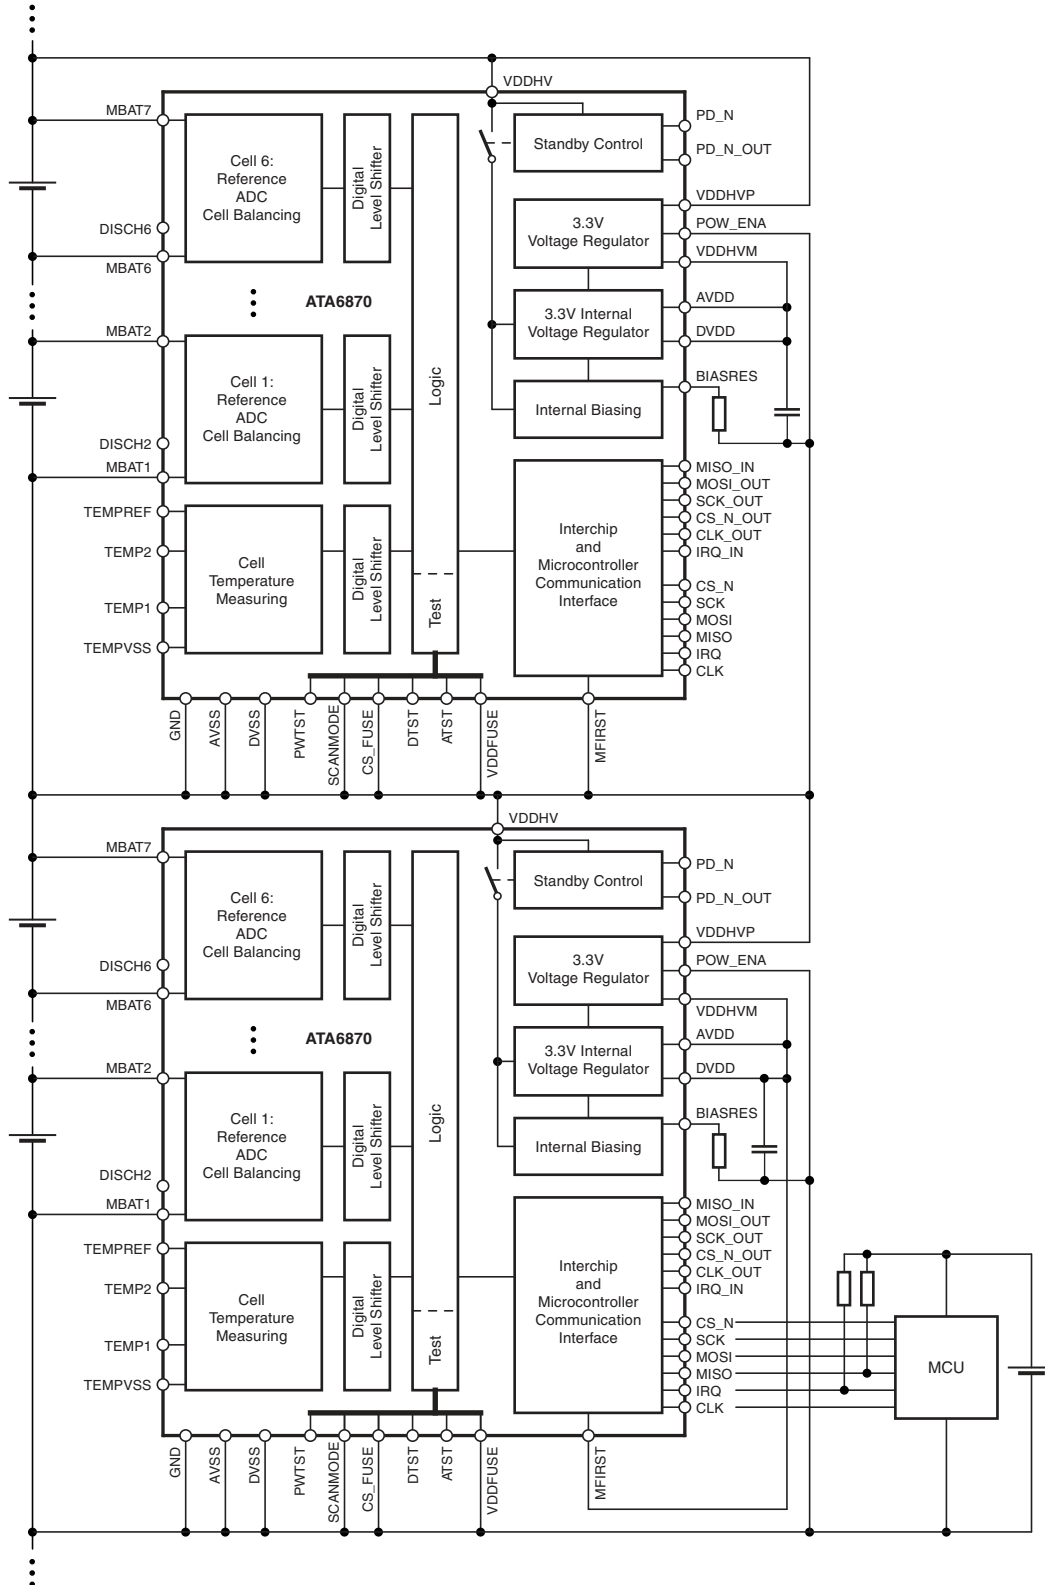 VDDHV
MBAT7
PD_N
Cell 6:
Reference
ADC
Cell Balancing
Digital
Level Shifter
Standby Control
PD_N_OUT
VDDHVP
DISCH6
3.3V
Voltage Regulator
POW_ENA
VDDHVM
MBAT6
ATA6870
AVDD
3.3V Internal
Voltage Regulator
DVDD
MBAT2
Cell 1:
Reference
ADC
Cell Balancing
Digital
Level Shifter
Logic
BIASRES
Internal Biasing
DISCH2
MBAT1
MISO_IN
MOSI_OUT
SCK_OUT
CS_N_OUT
CLK_OUT
IRQ_IN
TEMPREF
TEMP2
Cell
Temperature
Measuring
Digital
Level Shifter
Interchip
and
Microcontroller
Communication
Interface
CS_N
SCK
MOSI
MISO
IRQ
CLK
TEMP1
Test
TEMPVSS
GND
AVSS
DVSS
PWTST
SCANMODE
CS_FUSE
DTST
ATST
VDDFUSE
MFIRST
VDDHV
MBAT7
PD_N
Cell 6:
Reference
ADC
Cell Balancing
Digital
Level Shifter
Standby Control
PD_N_OUT
VDDHVP
DISCH6
3.3V
Voltage Regulator
POW_ENA
MBAT6
VDDHVM
ATA6870
AVDD
3.3V Internal
Voltage Regulator
DVDD
MBAT2
Cell 1:
Reference
ADC
Cell Balancing
Digital
Level Shifter
Logic
BIASRES
Internal Biasing
DISCH2
MBAT1
MISO_IN
MOSI_OUT
SCK_OUT
CS_N_OUT
CLK_OUT
IRQ_IN
TEMPREF
TEMP2
Cell
Temperature
Measuring
Digital
Level Shifter
Interchip
and
Microcontroller
Communication
Interface
CS_N
SCK
MOSI
MISO
IRQ
CLK
MCU
TEMP1
Test
TEMPVSS
GND
AVSS
DVSS
PWTST
SCANMODE
CS_FUSE
DTST
ATST
VDDFUSE
MFIRST